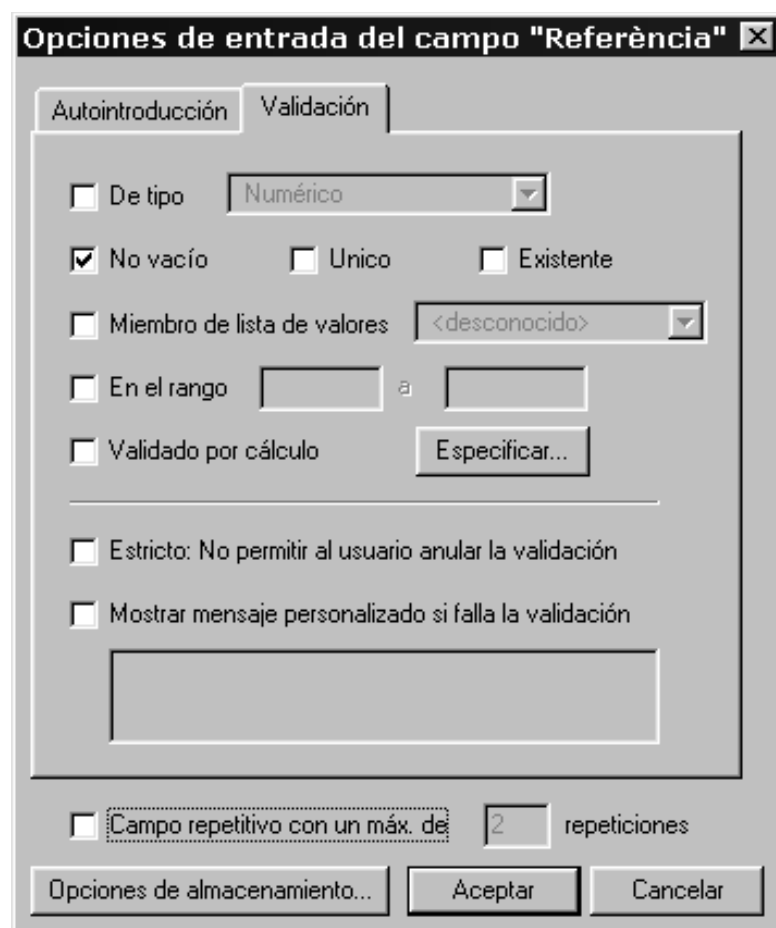 Opciones de entrada del campo "Referència"
Autointroducción Validación
De tipo Numérico
No vacío Unico Existente
Miembro de lista de valores <desconocido>
En el rango a
Validado por cálculo Especificar...
Estricto: No permitir al usuario anular la validación
Mostrar mensaje personalizado si falla la validación
Campo repetitivo con un máx. de 2 repeticiones
Opciones de almacenamiento... Aceptar Cancelar